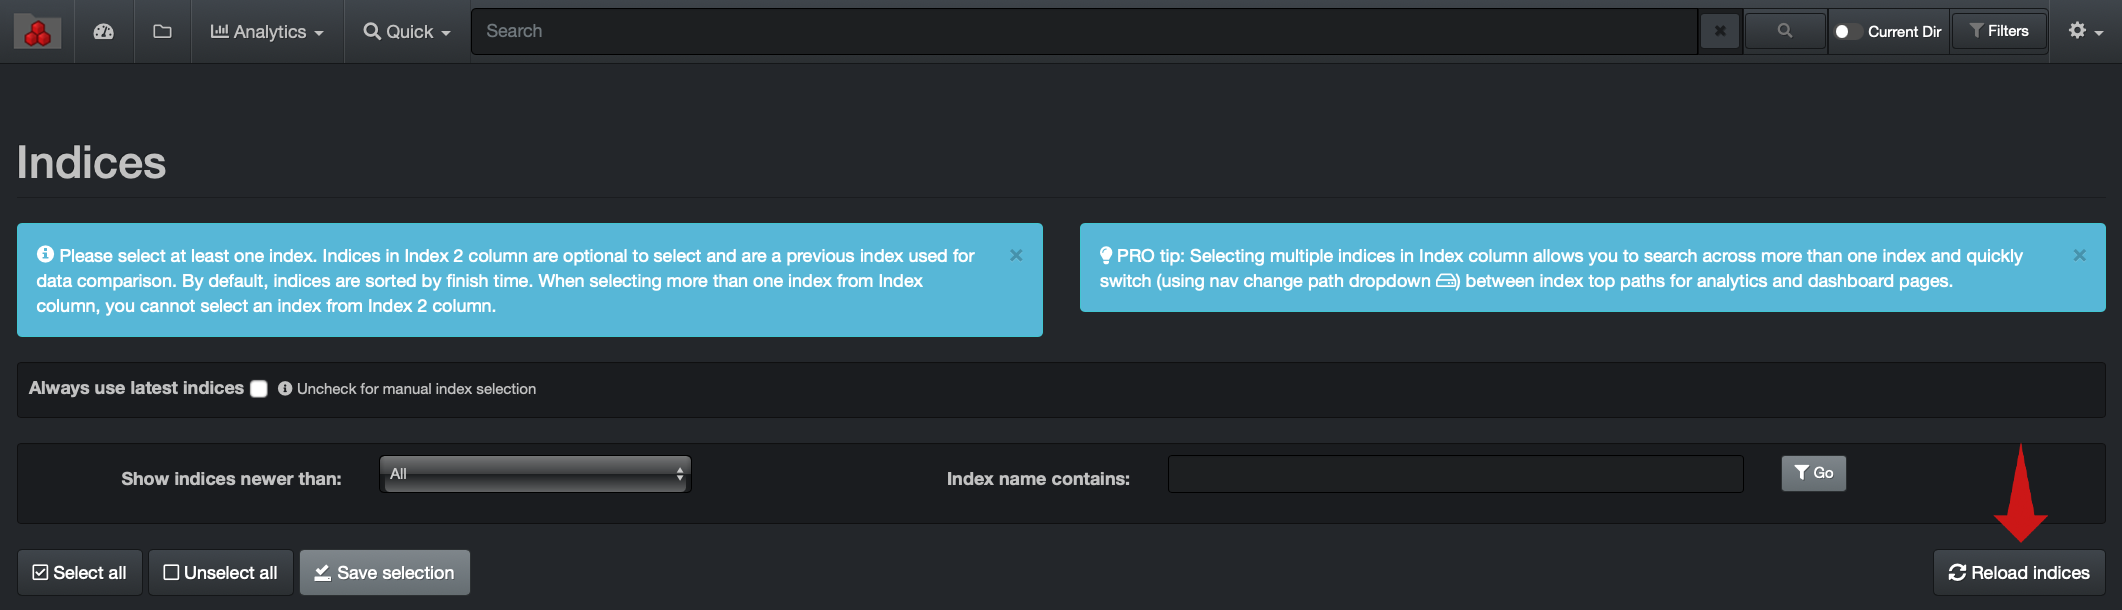 Analytics
Quick
Search
Current Dir
Filters
Indices
Please select at least one index. Indices in Index 2 column are optional to select and are a previous index used for
data comparison. By default, indices are sorted by finish time. When selecting more than one index from Index
column, you cannot select an index from Index 2 column.
PRO tip: Selecting multiple indices in Index column allows you to search across more than one index and quickly
switch (using nav change path dropdown ) between index top paths for analytics and dashboard pages.
Always use latest indices
Uncheck for manual index selection
Show indices newer than:
All
Index name contains:
Go
Select all
Unselect all
Save selection
Reload indices